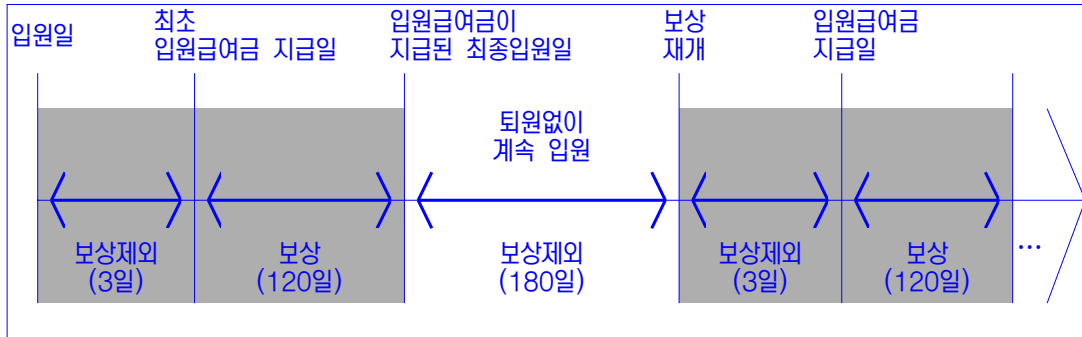 입원일
최초
입원급여금 지급일
입원급여금이
지급된 최종입원일
보상
재개
입원급여금
지급일
퇴원없이
계속 입원
보상제외
(3일)
보상
(120일)
보상제외
(180일)
보상제외
(3일)
보상
(120일)
...